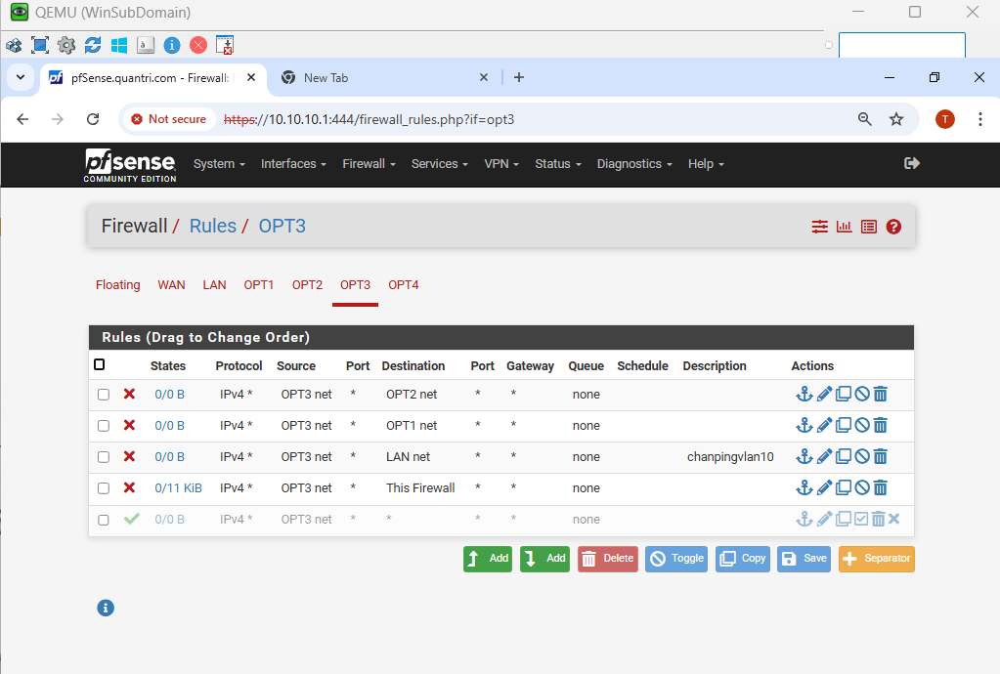 QEMU (WinSubDomain)
pfSense.quantri.com - Firewall:
New Tab
Not secure https://10.10.10.1:444/firewall_rules.php?if=opt3 T
pfsense
COMMUNITY EDITION
System Interfaces Firewall Services VPN Status Diagnostics Help
Firewall / Rules / OPT3
Floating WAN LAN OPT1 OPT2 OPT3 OPT4
Rules (Drag to Change Order)
States Protocol Source Port Destination Port Gateway Queue Schedule Description Actions
0/0 B IPv4 * OPT3 net * OPT2 net * * none
0/0 B IPv4 * OPT3 net * OPT1 net * * none
0/0 B IPv4 * OPT3 net * LAN net * * none chanpingvlan10
0/11 KiB IPv4 * OPT3 net * This Firewall * * none
0/0 B IPv4 * OPT3 net * * * * none
Add Add Delete Toggle Copy Save Separator